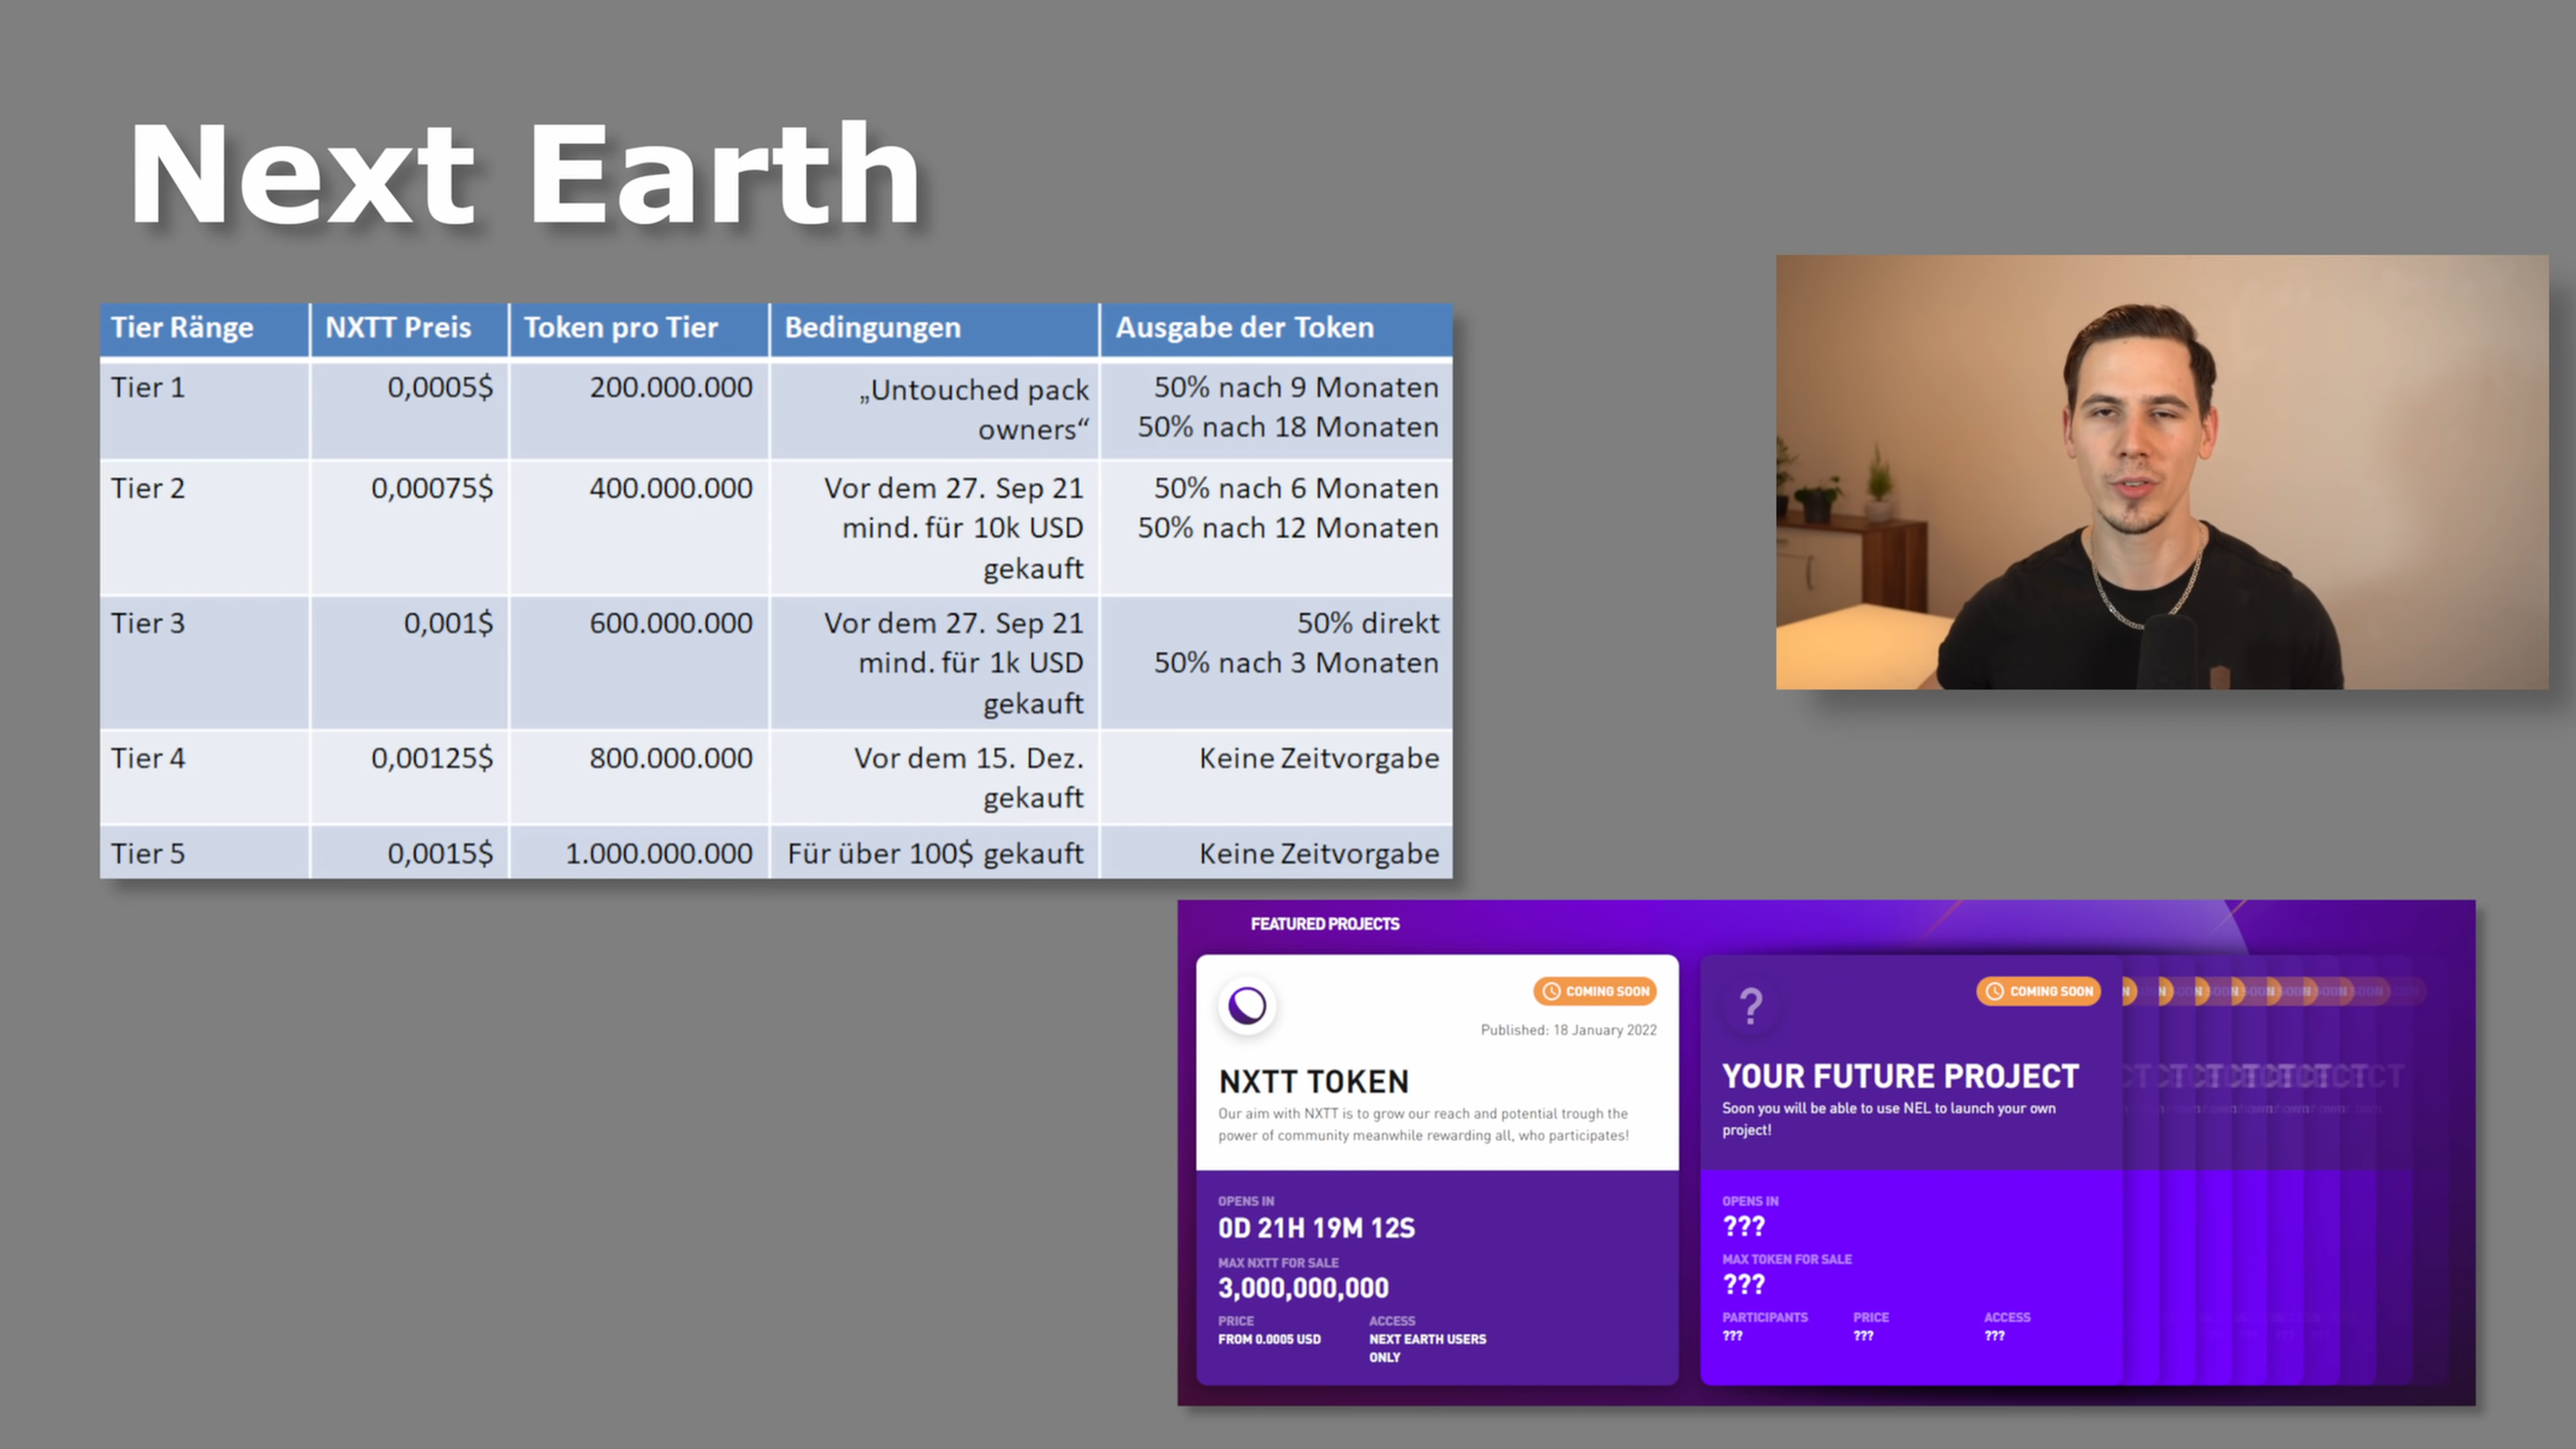 Next Earth
Tier Ränge NXTT Preis Token pro Tier Bedingungen Ausgabe der Token
Tier 1 0,0005$ 200.000.000 „Untouched pack 50% nach 9 Monaten
owners“ 50% nach 18 Monaten
Tier 2 0,00075$ 400.000.000 Vor dem 27. Sep 21 50% nach 6 Monaten
mind. für 10k USD 50% nach 12 Monaten
gekauft
Tier 3 0,001$ 600.000.000 Vor dem 27. Sep 21 50% direkt
mind. für 1k USD 50% nach 3 Monaten
gekauft
Tier 4 0,00125$ 800.000.000 Vor dem 15. Dez. Keine Zeitvorgabe
gekauft
Tier 5 0,0015$ 1.000.000.000 Für über 100$ gekauft Keine Zeitvorgabe
FEATURED PROJECTS
COMING SOON
Published: 18 January 2022
NXTT TOKEN
Our aim with NXTT is to grow our reach and potential trough the
power of community meanwhile rewarding all, who participates!
OPENS IN
0D 21H 19M 12S
MAX NXTT FOR SALE
3,000,000,000
PRICE ACCESS
FROM 0.0005 USD NEXT EARTH USERS
ONLY
?
COMING SOON
YOUR FUTURE PROJECT
Soon you will be able to use NEL to launch your own
project!
OPENS IN
???
MAX TOKEN FOR SALE
???
PARTICIPANTS PRICE ACCESS
??? ??? ???